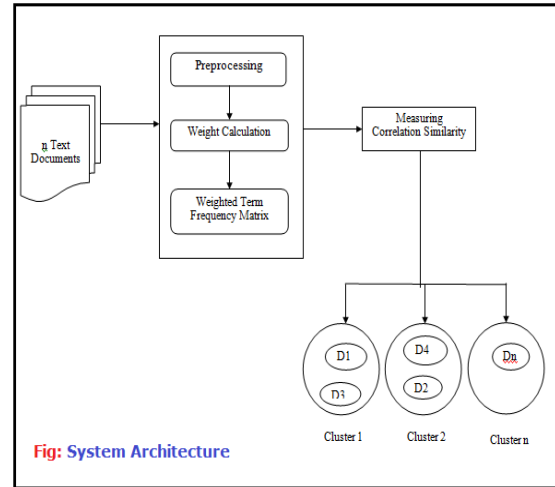 n Text
Documents
Preprocessing
Weight Calculation
Weighted Term
Frequency Matrix
Measuring
Correlation Similarity
D1
D3
D4
D2
Dn
Cluster 1
Cluster 2
Cluster n
Fig: System Architecture